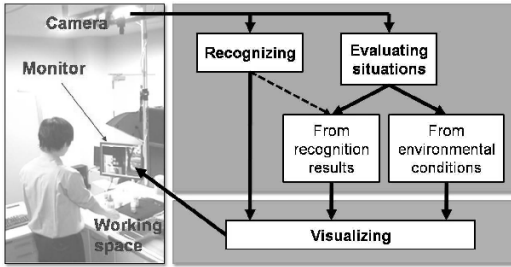 Camera
Monitor
Working
space
Recognizing
Evaluating
situations
From
recognition
results
From
environmental
conditions
Visualizing